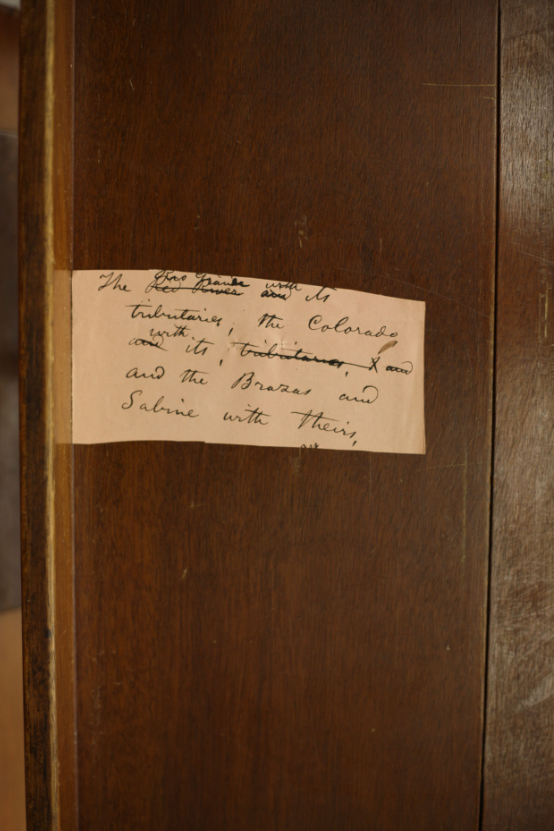 Rio Grande with
The Red River and its
tributaries, the Colorado
with
and its, tributaries, X and
and the Brazas and
Sabine with theirs,